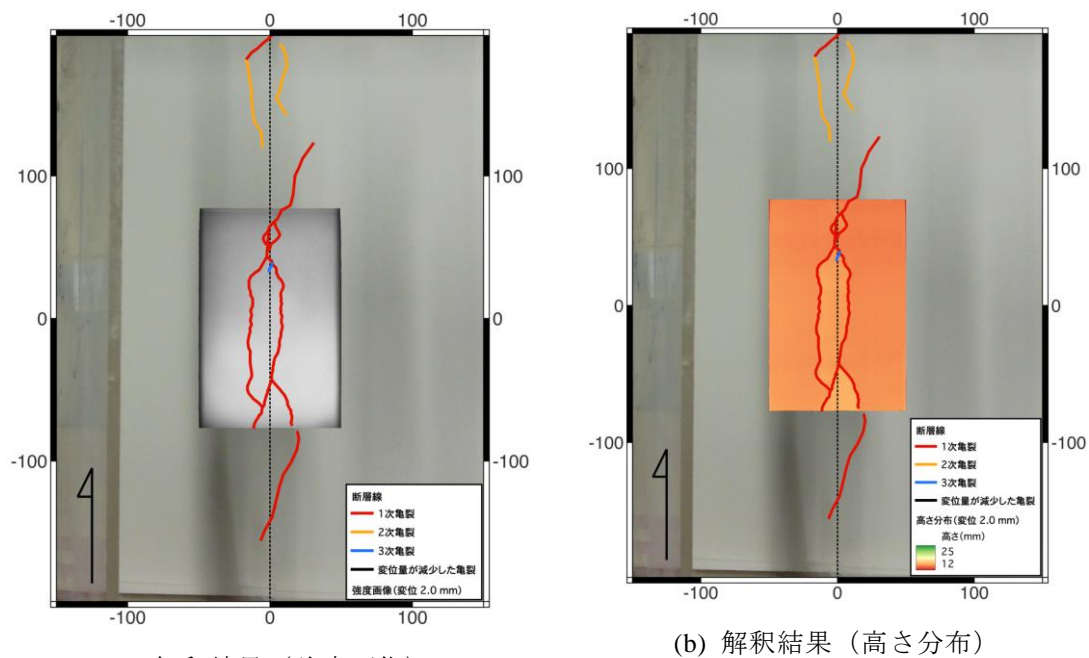 -100 0 100
100 100
0 0
-100 -100
断層線
1次亀裂
2次亀裂
3次亀裂
変位量が減少した亀裂
強度画像(変位 2.0 mm)
-100 0 100
-100 0 100
100 100
0 0
-100 -100
断層線
1次亀裂
2次亀裂
3次亀裂
変位量が減少した亀裂
高さ分布(変位 2.0 mm)
高さ(mm)
25
12
-100 0 100
(b) 解釈結果（高さ分布）